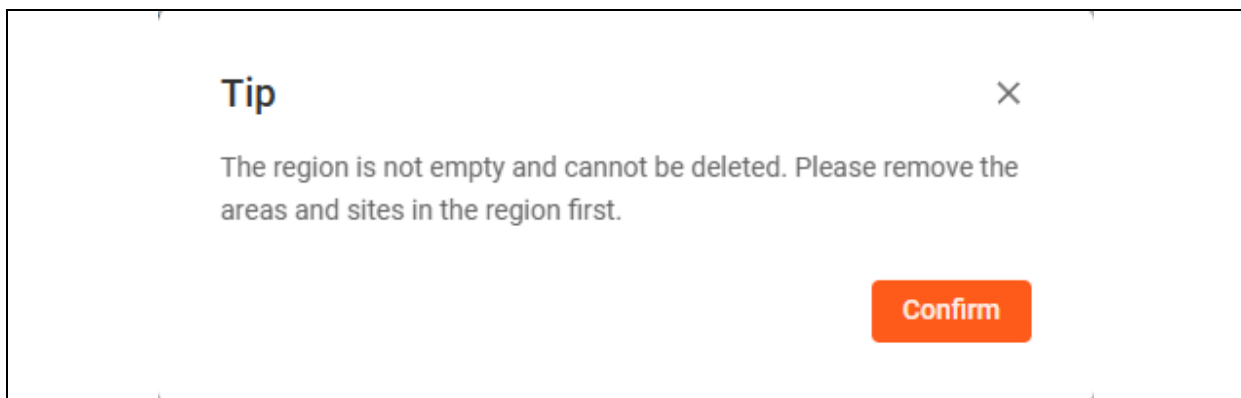 Tip
The region is not empty and cannot be deleted. Please remove the
areas and sites in the region first.
Confirm